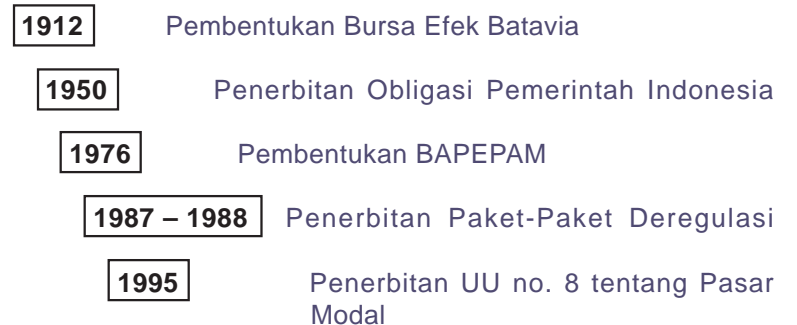 1912 Pembentukan Bursa Efek Batavia
1950 Penerbitan Obligasi Pemerintah Indonesia
1976 Pembentukan BAPEPAM
1987 – 1988 Penerbitan Paket-Paket Deregulasi
1995 Penerbitan UU no. 8 tentang Pasar
Modal